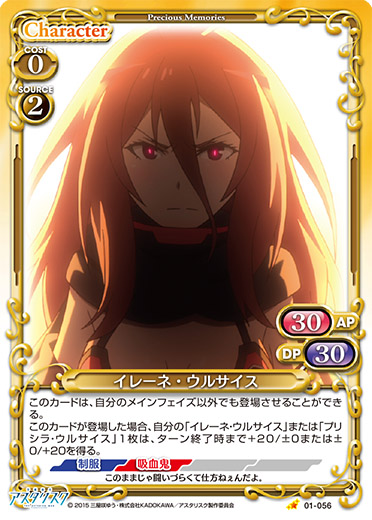 Precious Memories
Character
COST
0
SOURCE
2
30 AP
DP 30
イレーネ・ウルサイス
このカードは、自分のメインフェイズ以外でも登場させることができ
る。
このカードが登場した場合、自分の「イレーネ・ウルサイス」または「プリ
シラ・ウルサイス」1枚は、ターン終了時まで+20/±0または±
0/+20を得る。
制服 吸血鬼
このままじゃ闘いづらくて仕方ねぇんだよ。
アスタリスク
© 2015 三屋咲ゆう・株式会社KADOKAWA/アスタリスク製作委員会
01-056